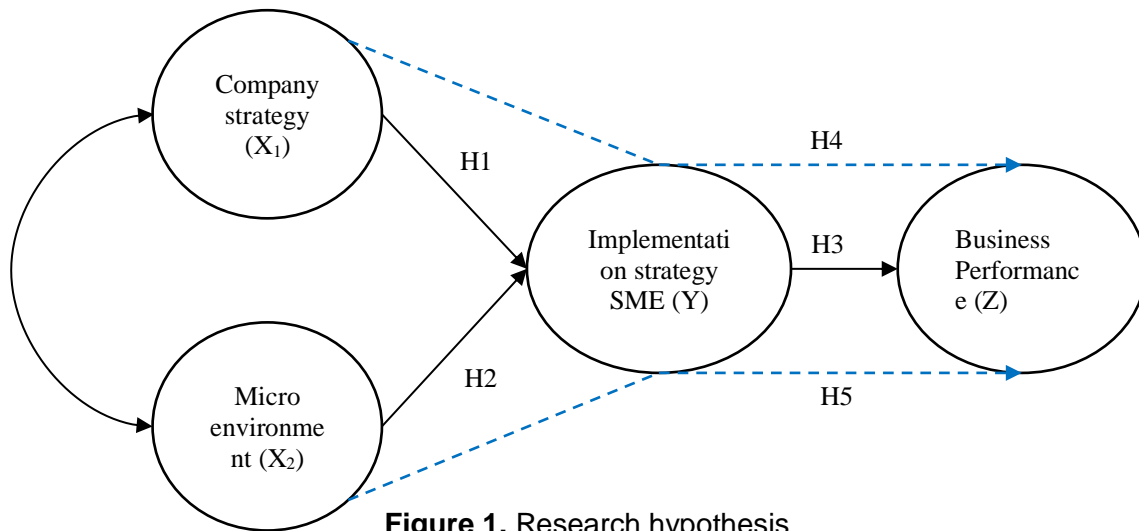 Company
strategy
(X₁)
H1
H4
Implementati
on strategy
SME (Y)
H3
Business
Performanc
e (Z)
H2
H5
Micro
environme
nt (X₂)
Figure 1. Research hypothesis